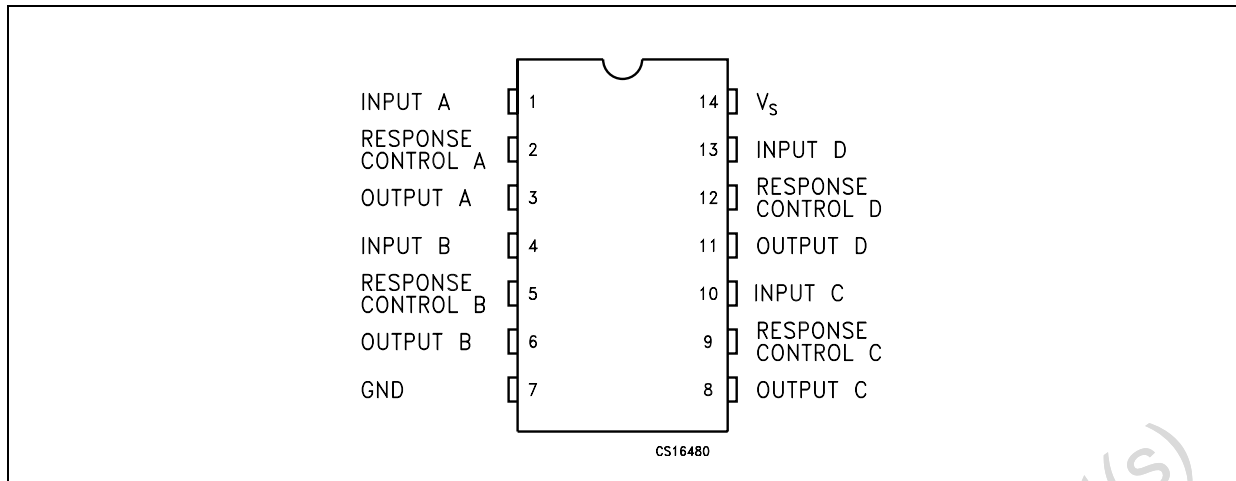 INPUT A
RESPONSE
CONTROL A
OUTPUT A
INPUT B
RESPONSE
CONTROL B
OUTPUT B
GND
1
2
3
4
5
6
7
14
13
12
11
10
9
8
VS
INPUT D
RESPONSE
CONTROL D
OUTPUT D
INPUT C
RESPONSE
CONTROL C
OUTPUT C
CS16480
(s)